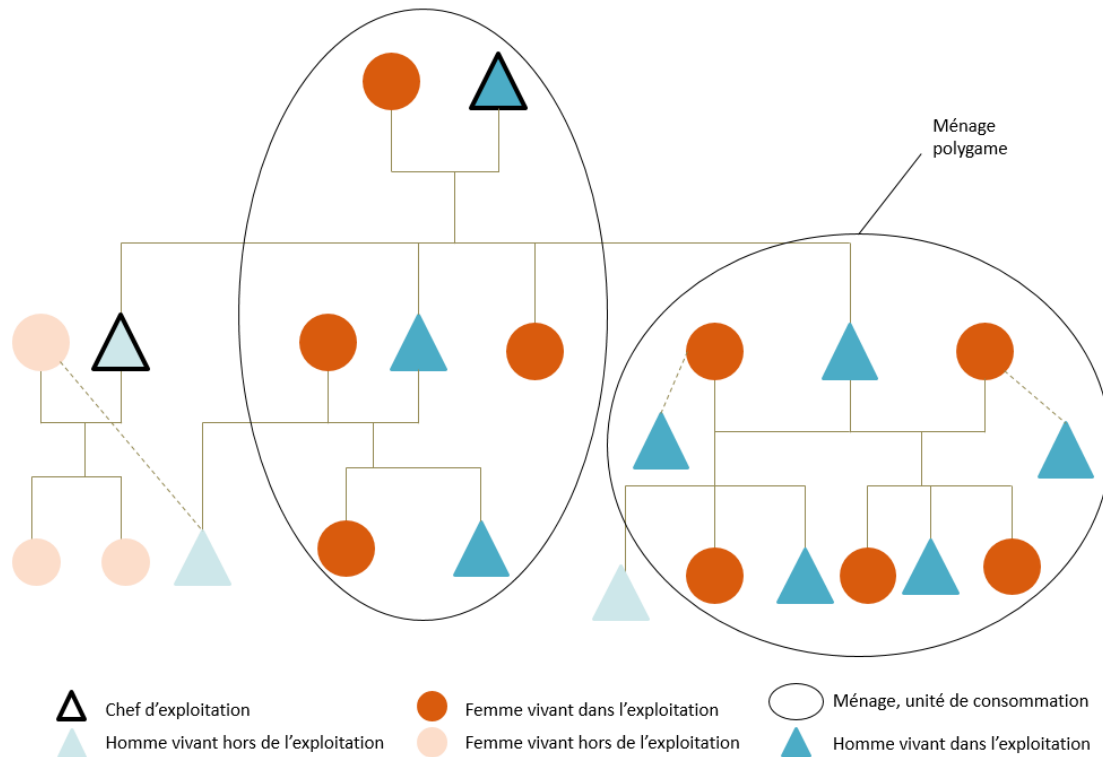 Ménage
polygame
Chef d’exploitation
Femme vivant dans l’exploitation
Ménage, unité de consommation
Homme vivant hors de l’exploitation
Femme vivant hors de l’exploitation
Homme vivant dans l’exploitation